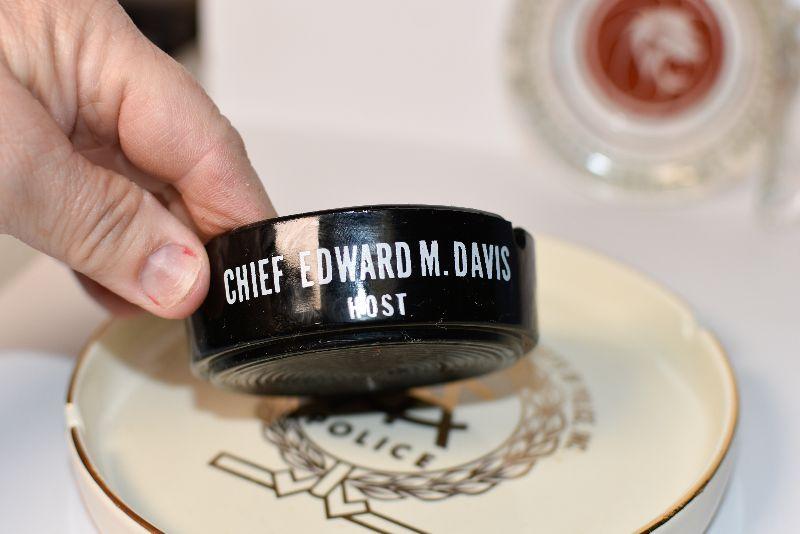 CHIEF EDWARD M. DAVIS
HOST
POLICE